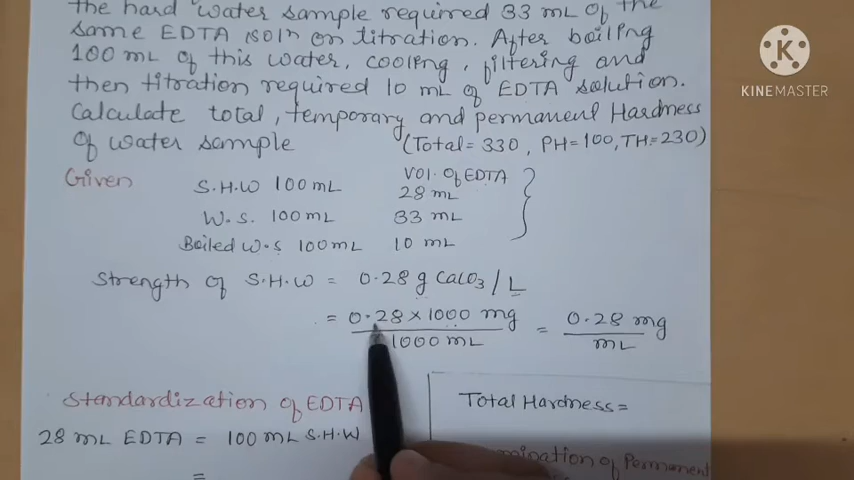 the hard water sample required 33 mL of the
same EDTA soln on titration. After boiling
100 mL of this water, cooling, filtering and
then titration required 10 mL of EDTA solution.
Calculate total, temporary and permanent Hardness
of water sample (Total = 330, PH = 100, TH = 230)
Given
Vol. of EDTA
S.H.W 100 mL 28 mL
W.S. 100 mL 33 mL
Boiled W.S 100 mL 10 mL
Strength of S.H.W = 0.28 g CaCO3 / L
= 0.28 × 1000 mg / 1000 mL = 0.28 mg / mL
Standardization of EDTA
28 mL EDTA = 100 mL S.H.W
=
Total Hardness =
mination of Permanent
K
KINEMASTER